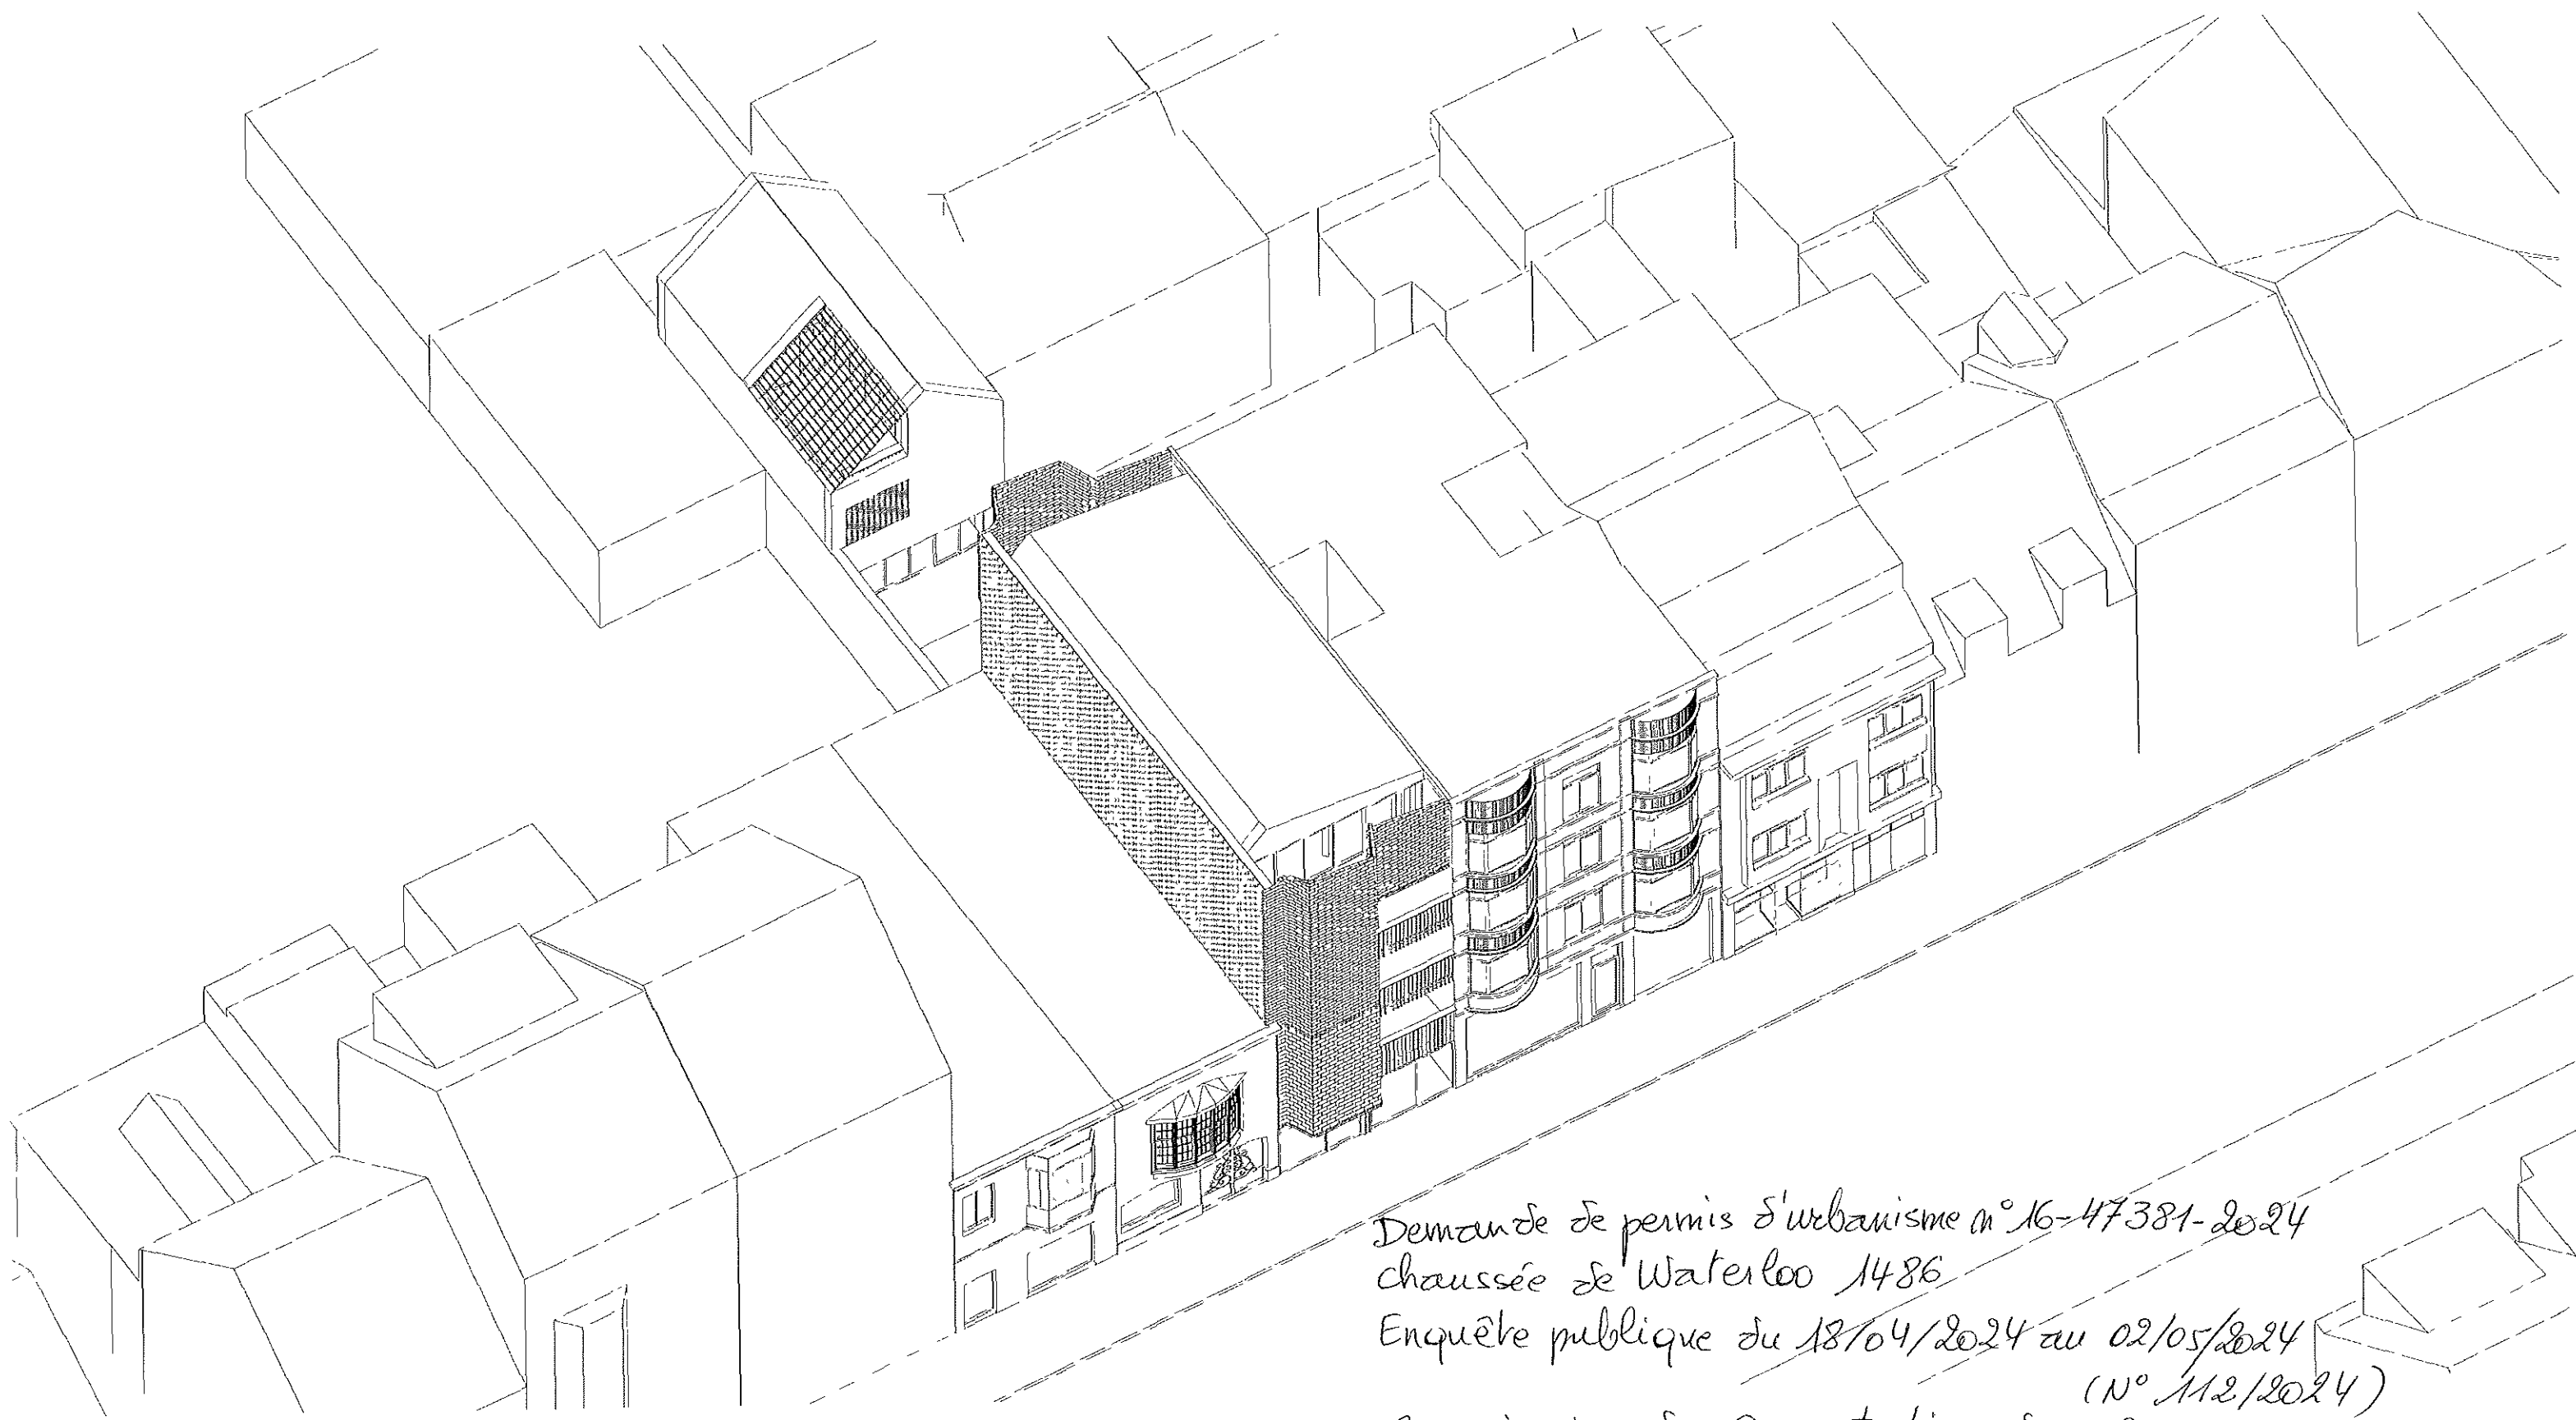 Demande de permis d'urbanisme n° 16-47381-2024
chaussée de Waterloo 1486
Enquête publique du 18/04/2024 au 02/05/2024
(N° 112/2024)